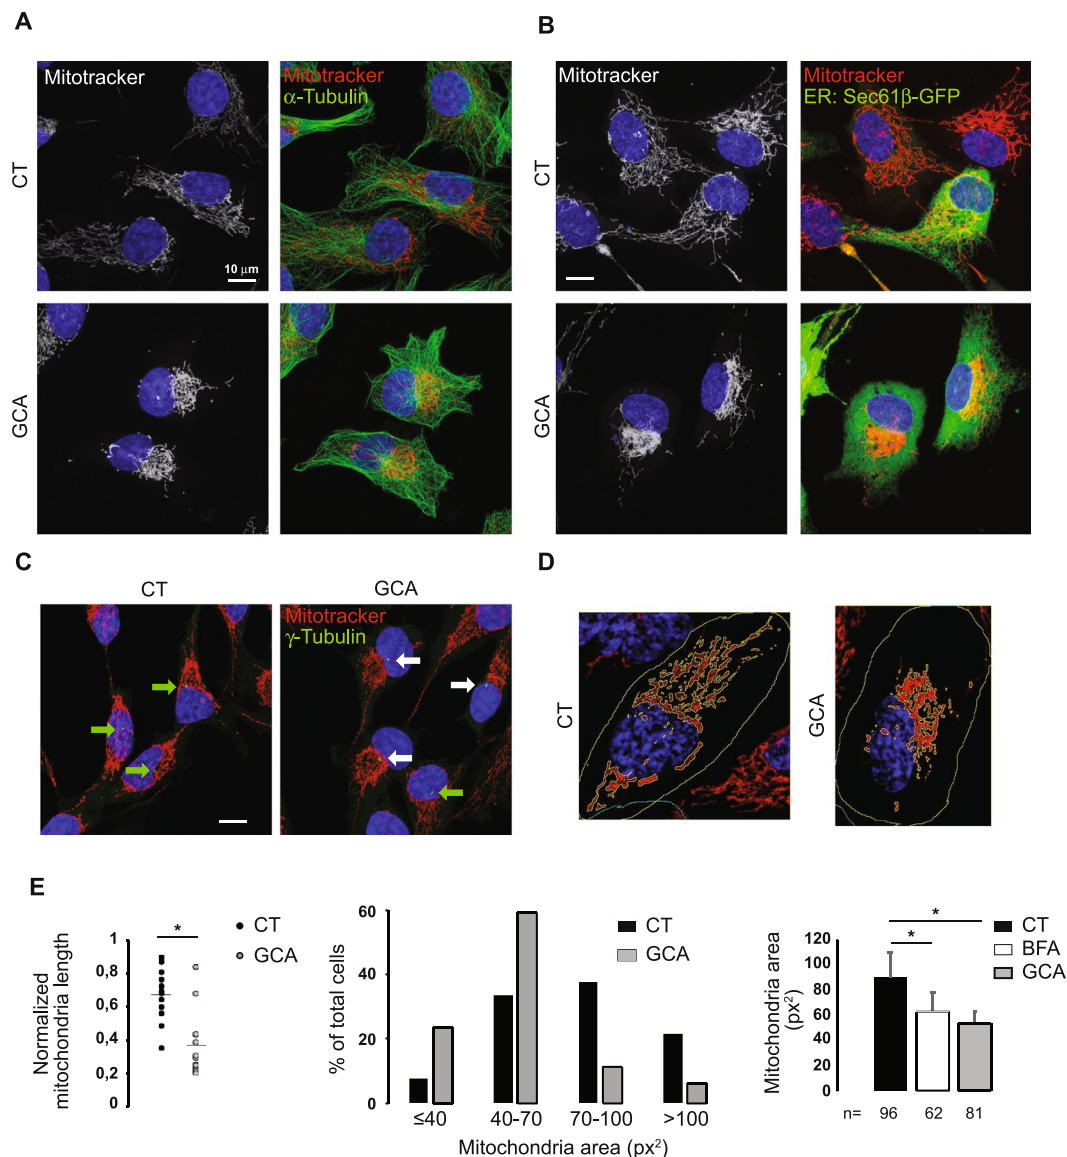 A
B
Mitotracker
Mitotracker
α-Tubulin
Mitotracker
Mitotracker
ER: Sec61β-GFP
CT
10 μm
CT
GCA
GCA
C
D
CT
GCA
Mitotracker
γ-Tubulin
CT
GCA
E
Normalized
mitochondria length
1
0,8
0,6
0,4
0,2
*
CT
GCA
% of total cells
60
40
20
0
≤40
40-70
70-100
>100
Mitochondria area (px²)
CT
GCA
Mitochondria area
(px²)
120
100
80
60
40
20
0
*
*
CT
BFA
GCA
n=
96
62
81